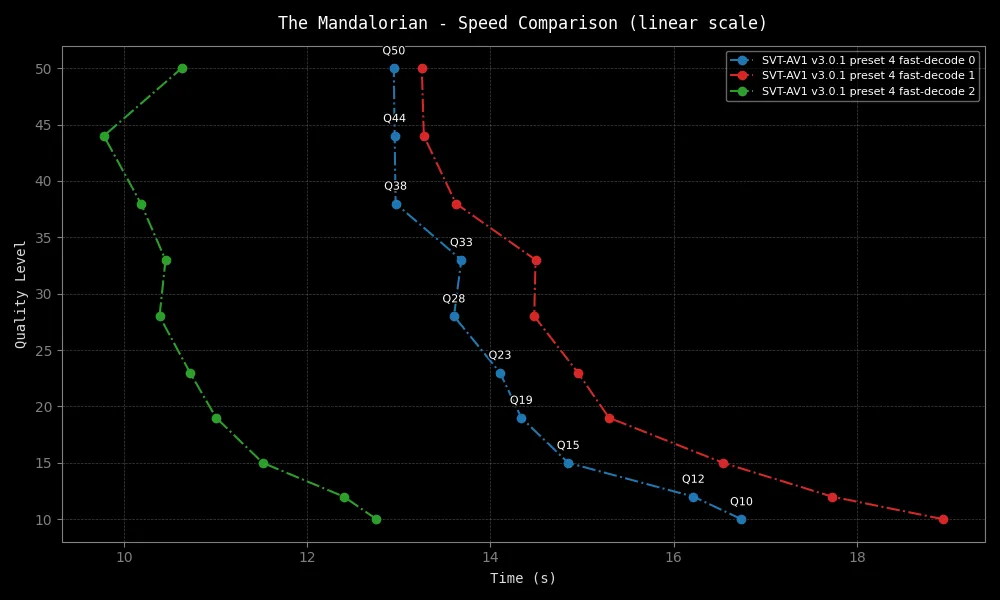 The Mandalorian - Speed Comparison (linear scale)
SVT-AV1 v3.0.1 preset 4 fast-decode 0
SVT-AV1 v3.0.1 preset 4 fast-decode 1
SVT-AV1 v3.0.1 preset 4 fast-decode 2
Q50
Q44
Q38
Q33
Q28
Q23
Q19
Q15
Q12
Q10
Quality Level
50
45
40
35
30
25
20
15
10
10 12 14 16 18
Time (s)